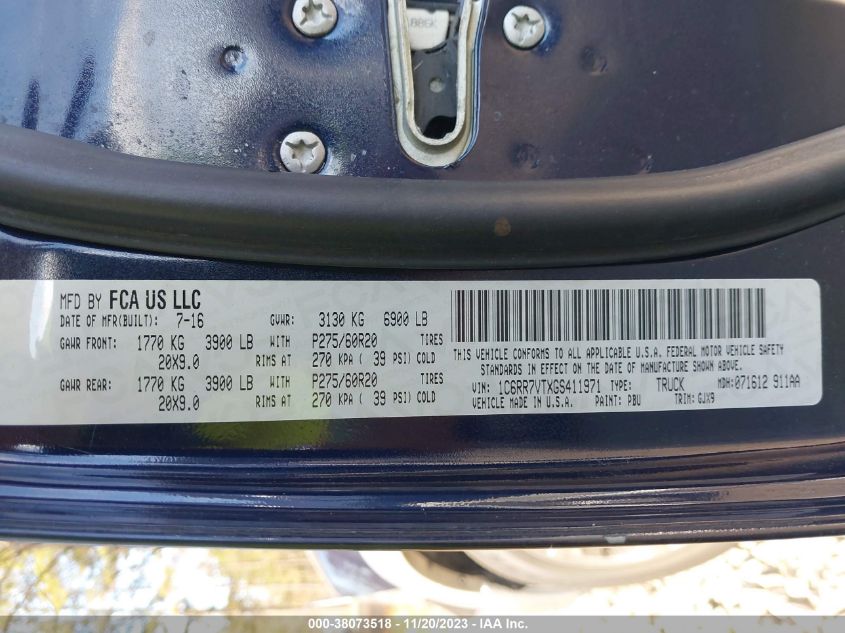 886K
MFD BY FCA US LLC
DATE OF MFR(BUILT): 7-16 GVWR: 3130 KG 6900 LB
GAWR FRONT: 1770 KG 3900 LB WITH P275/60R20 TIRES
20X9.0 RIMS AT 270 KPA ( 39 PSI) COLD
GAWR REAR: 1770 KG 3900 LB WITH P275/60R20 TIRES
20X9.0 RIMS AT 270 KPA ( 39 PSI) COLD
THIS VEHICLE CONFORMS TO ALL APPLICABLE U.S.A. FEDERAL MOTOR VEHICLE SAFETY
STANDARDS IN EFFECT ON THE DATE OF MANUFACTURE SHOWN ABOVE.
VIN: 1C6RR7VTXGS411971 TYPE: TRUCK MDH: 071612 911AA
VEHICLE MADE IN U.S.A. PAINT: PBU TRIM: GJX9
000-38073518 - 11/20/2023 - IAA Inc.